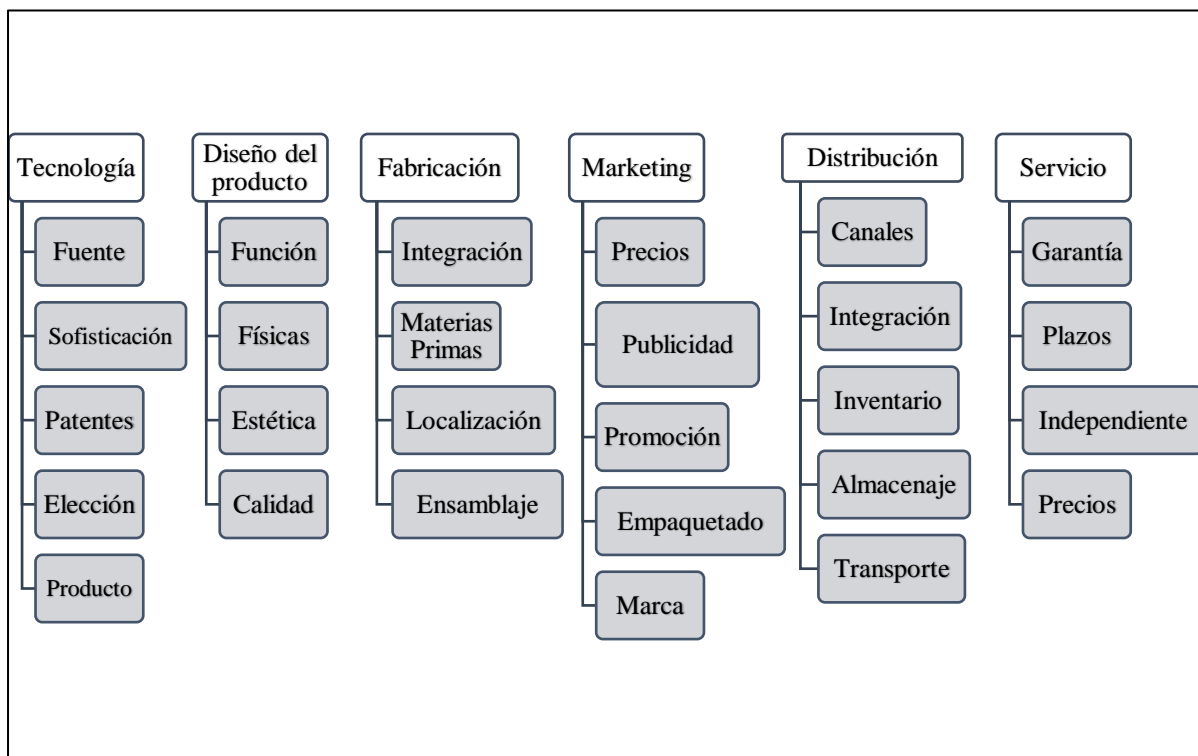 Tecnología
Fuente
Sofisticación
Patentes
Elección
Producto
Diseño del
producto
Función
Físicas
Estética
Calidad
Fabricación
Integración
Materias
Primas
Localización
Ensamblaje
Marketing
Precios
Publicidad
Promoción
Empaquetado
Marca
Distribución
Canales
Integración
Inventario
Almacenaje
Transporte
Servicio
Garantía
Plazos
Independiente
Precios